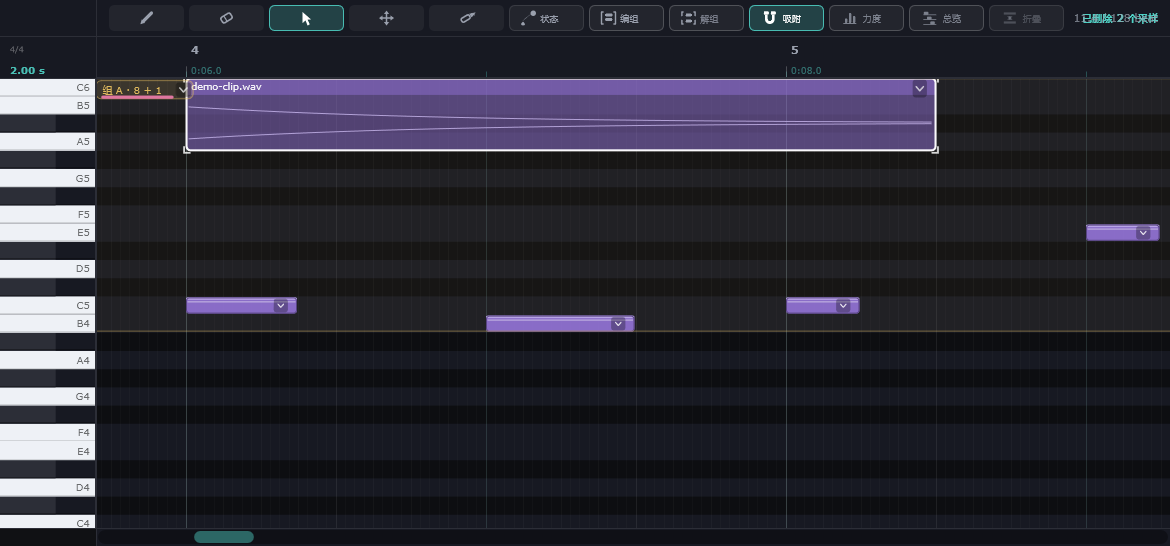 状态
编组
解组
吸附
力度
总览
折叠
已删除 2 个采样
4/4
4
5
2.00 s
0:06.0
0:08.0
C6
组 A · 8 + 1
demo-clip.wav
B5
A5
G5
F5
E5
D5
C5
B4
A4
G4
F4
E4
D4
C4